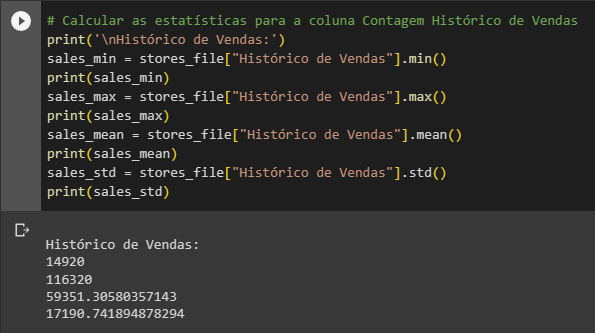 # Calcular as estatísticas para a coluna Contagem Histórico de Vendas
print('\nHistórico de Vendas:')
sales_min = stores_file["Histórico de Vendas"].min()
print(sales_min)
sales_max = stores_file["Histórico de Vendas"].max()
print(sales_max)
sales_mean = stores_file["Histórico de Vendas"].mean()
print(sales_mean)
sales_std = stores_file["Histórico de Vendas"].std()
print(sales_std)
Histórico de Vendas:
14920
116320
59351.30580357143
17190.741894878294